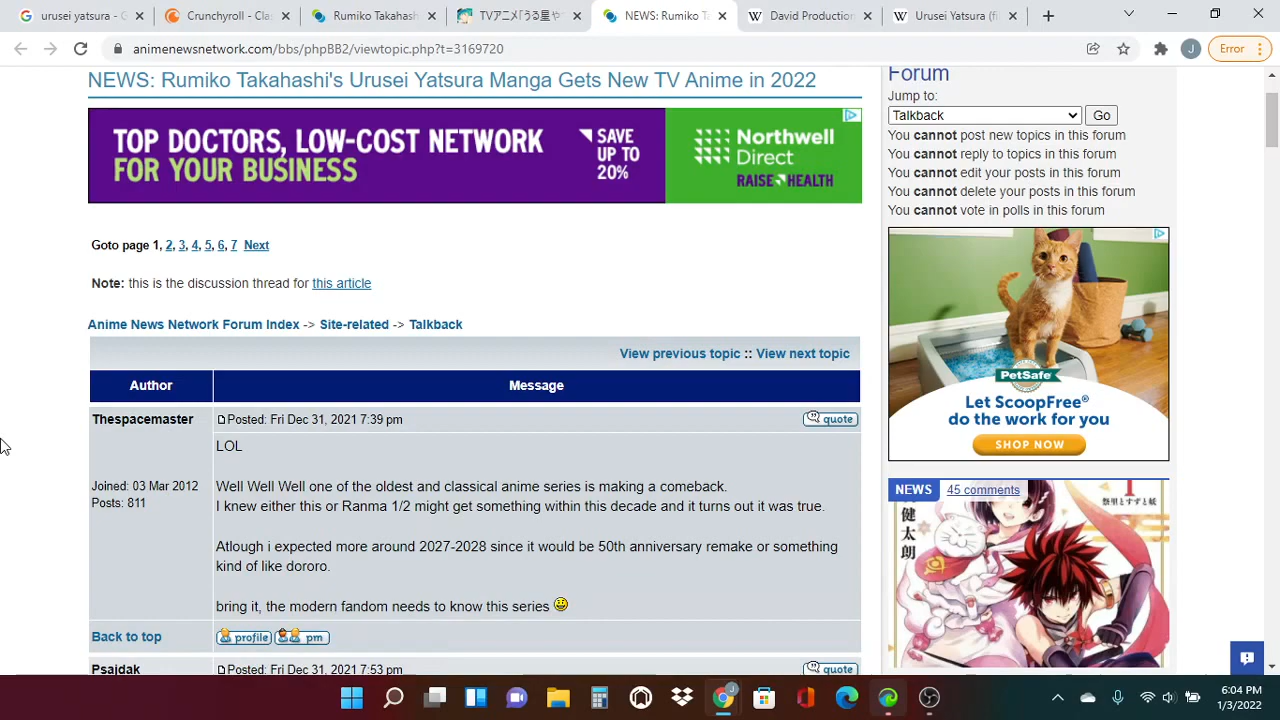 urusei yatsura - G
Crunchyroll - Cla
Rumiko Takahash
TVアニメ「うる星や
NEWS: Rumiko T
David Production
Urusei Yatsura (fi
animenewsnetwork.com/bbs/phpBB2/viewtopic.php?t=3169720
J
Error
NEWS: Rumiko Takahashi's Urusei Yatsura Manga Gets New TV Anime in 2022
TOP DOCTORS, LOW-COST NETWORK
FOR YOUR BUSINESS
SAVE
UP TO
20%
Northwell
Direct
RAISE HEALTH
Goto page 1, 2, 3, 4, 5, 6, 7 Next
Note: this is the discussion thread for this article
Anime News Network Forum Index -> Site-related -> Talkback
View previous topic :: View next topic
Author
Message
Thespacemaster
Posted: Fri Dec 31, 2021 7:39 pm
quote
Joined: 03 Mar 2012
Posts: 811
LOL
Well Well Well one of the oldest and classical anime series is making a comeback.
I knew either this or Ranma 1/2 might get something within this decade and it turns out it was true.
Atlough i expected more around 2027-2028 since it would be 50th anniversary remake or something
kind of like dororo.
bring it, the modern fandom needs to know this series
Back to top
profile
pm
Psajdak
Posted: Fri Dec 31, 2021 7:53 pm
quote
Forum
Jump to:
Talkback
Go
You cannot post new topics in this forum
You cannot reply to topics in this forum
You cannot edit your posts in this forum
You cannot delete your posts in this forum
You cannot vote in polls in this forum
PetSafe
Let ScoopFree®
do the work for you
SHOP NOW
NEWS
45 comments
健太朗
祭里とすずと紙
6:04 PM
1/3/2022